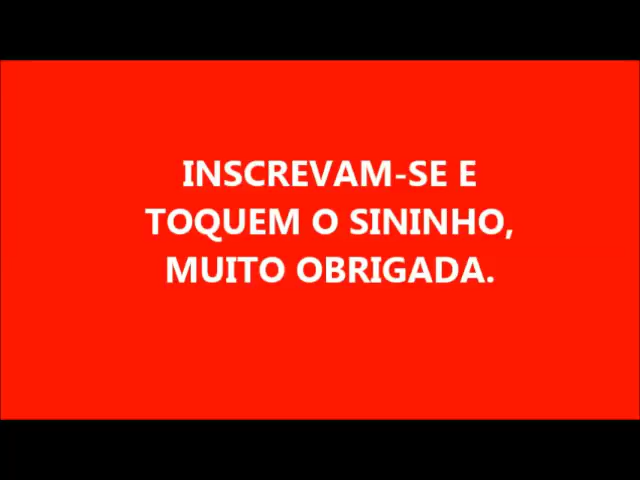 INSCREVAM-SE E
TOQUEM O SININHO,
MUITO OBRIGADA.